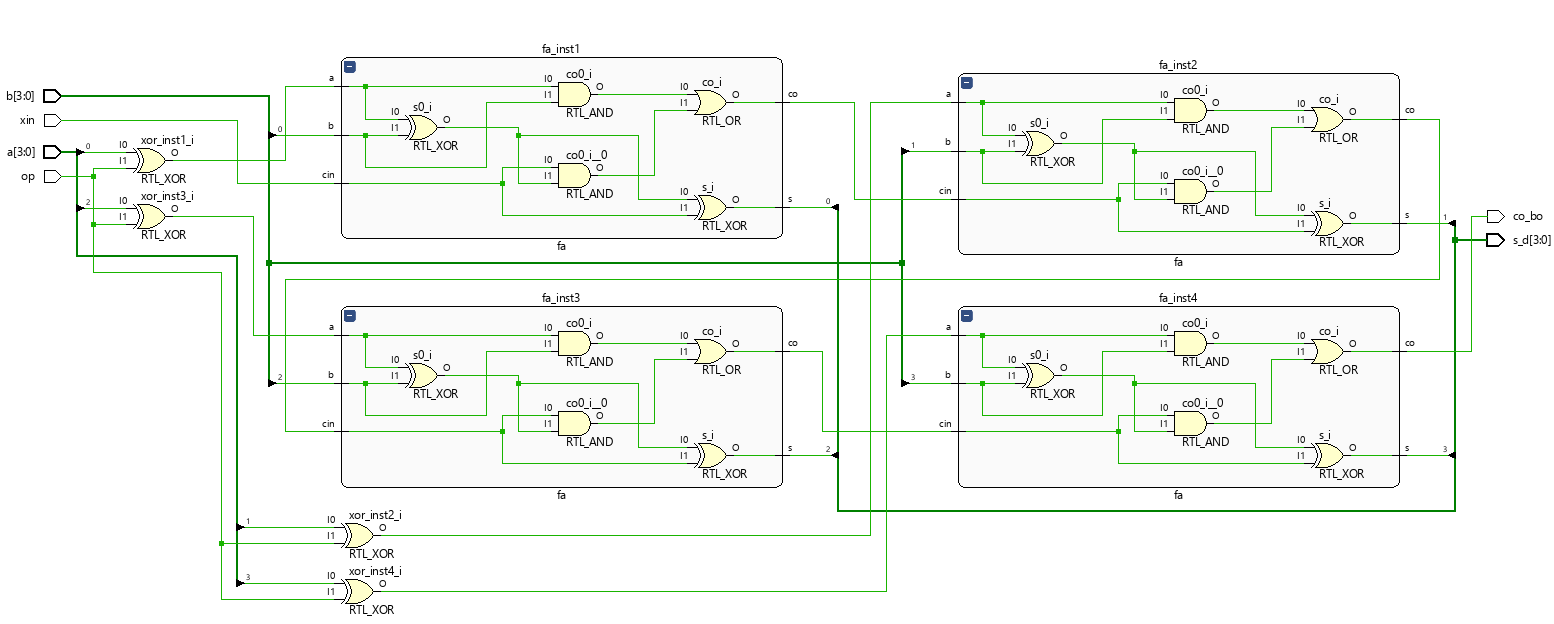 fa_inst1
a
b
cin
0
s0_i
I0
I1
O
RTL_XOR
co0_i
I0
I1
O
RTL_AND
co0_i__0
I0
I1
O
RTL_AND
co_i
I0
I1
O
RTL_OR
s_i
I0
I1
O
RTL_XOR
co
s
0
fa
fa_inst2
a
b
cin
1
s0_i
I0
I1
O
RTL_XOR
co0_i
I0
I1
O
RTL_AND
co0_i__0
I0
I1
O
RTL_AND
co_i
I0
I1
O
RTL_OR
s_i
I0
I1
O
RTL_XOR
co
s
1
fa
b[3:0]
xin
a[3:0]
op
0
xor_inst1_i
I0
I1
O
RTL_XOR
2
xor_inst3_i
I0
I1
O
RTL_XOR
co_bo
s_d[3:0]
fa_inst3
a
b
cin
2
s0_i
I0
I1
O
RTL_XOR
co0_i
I0
I1
O
RTL_AND
co0_i__0
I0
I1
O
RTL_AND
co_i
I0
I1
O
RTL_OR
s_i
I0
I1
O
RTL_XOR
co
s
2
fa
fa_inst4
a
b
cin
3
s0_i
I0
I1
O
RTL_XOR
co0_i
I0
I1
O
RTL_AND
co0_i__0
I0
I1
O
RTL_AND
co_i
I0
I1
O
RTL_OR
s_i
I0
I1
O
RTL_XOR
co
s
3
fa
1
xor_inst2_i
I0
I1
O
RTL_XOR
3
xor_inst4_i
I0
I1
O
RTL_XOR